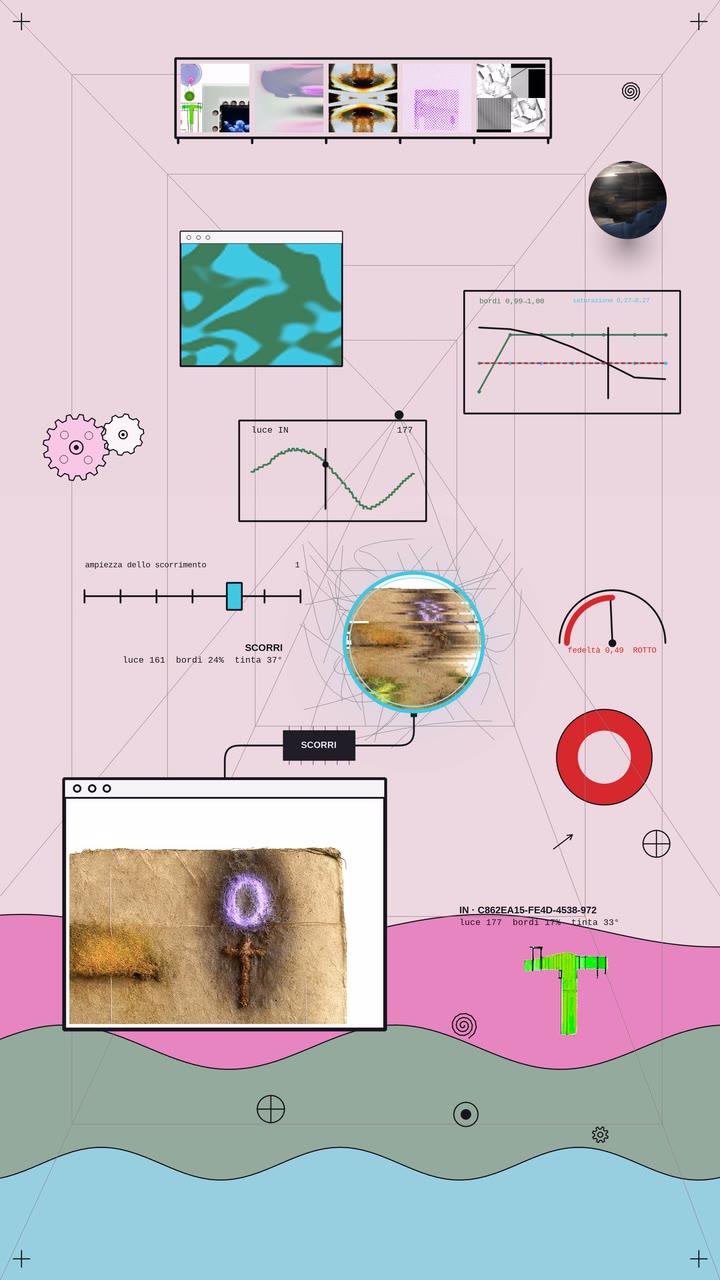 bordi 0,99→1,00
saturazione 0,27→0,27
luce IN
177
ampiezza dello scorrimento
1
SCORRI
luce 161 bordi 24% tinta 37°
fedeltà 0,49 ROTTO
SCORRI
IN · C862EA15-FE4D-4538-972
luce 177 bordi 17% tinta 33°